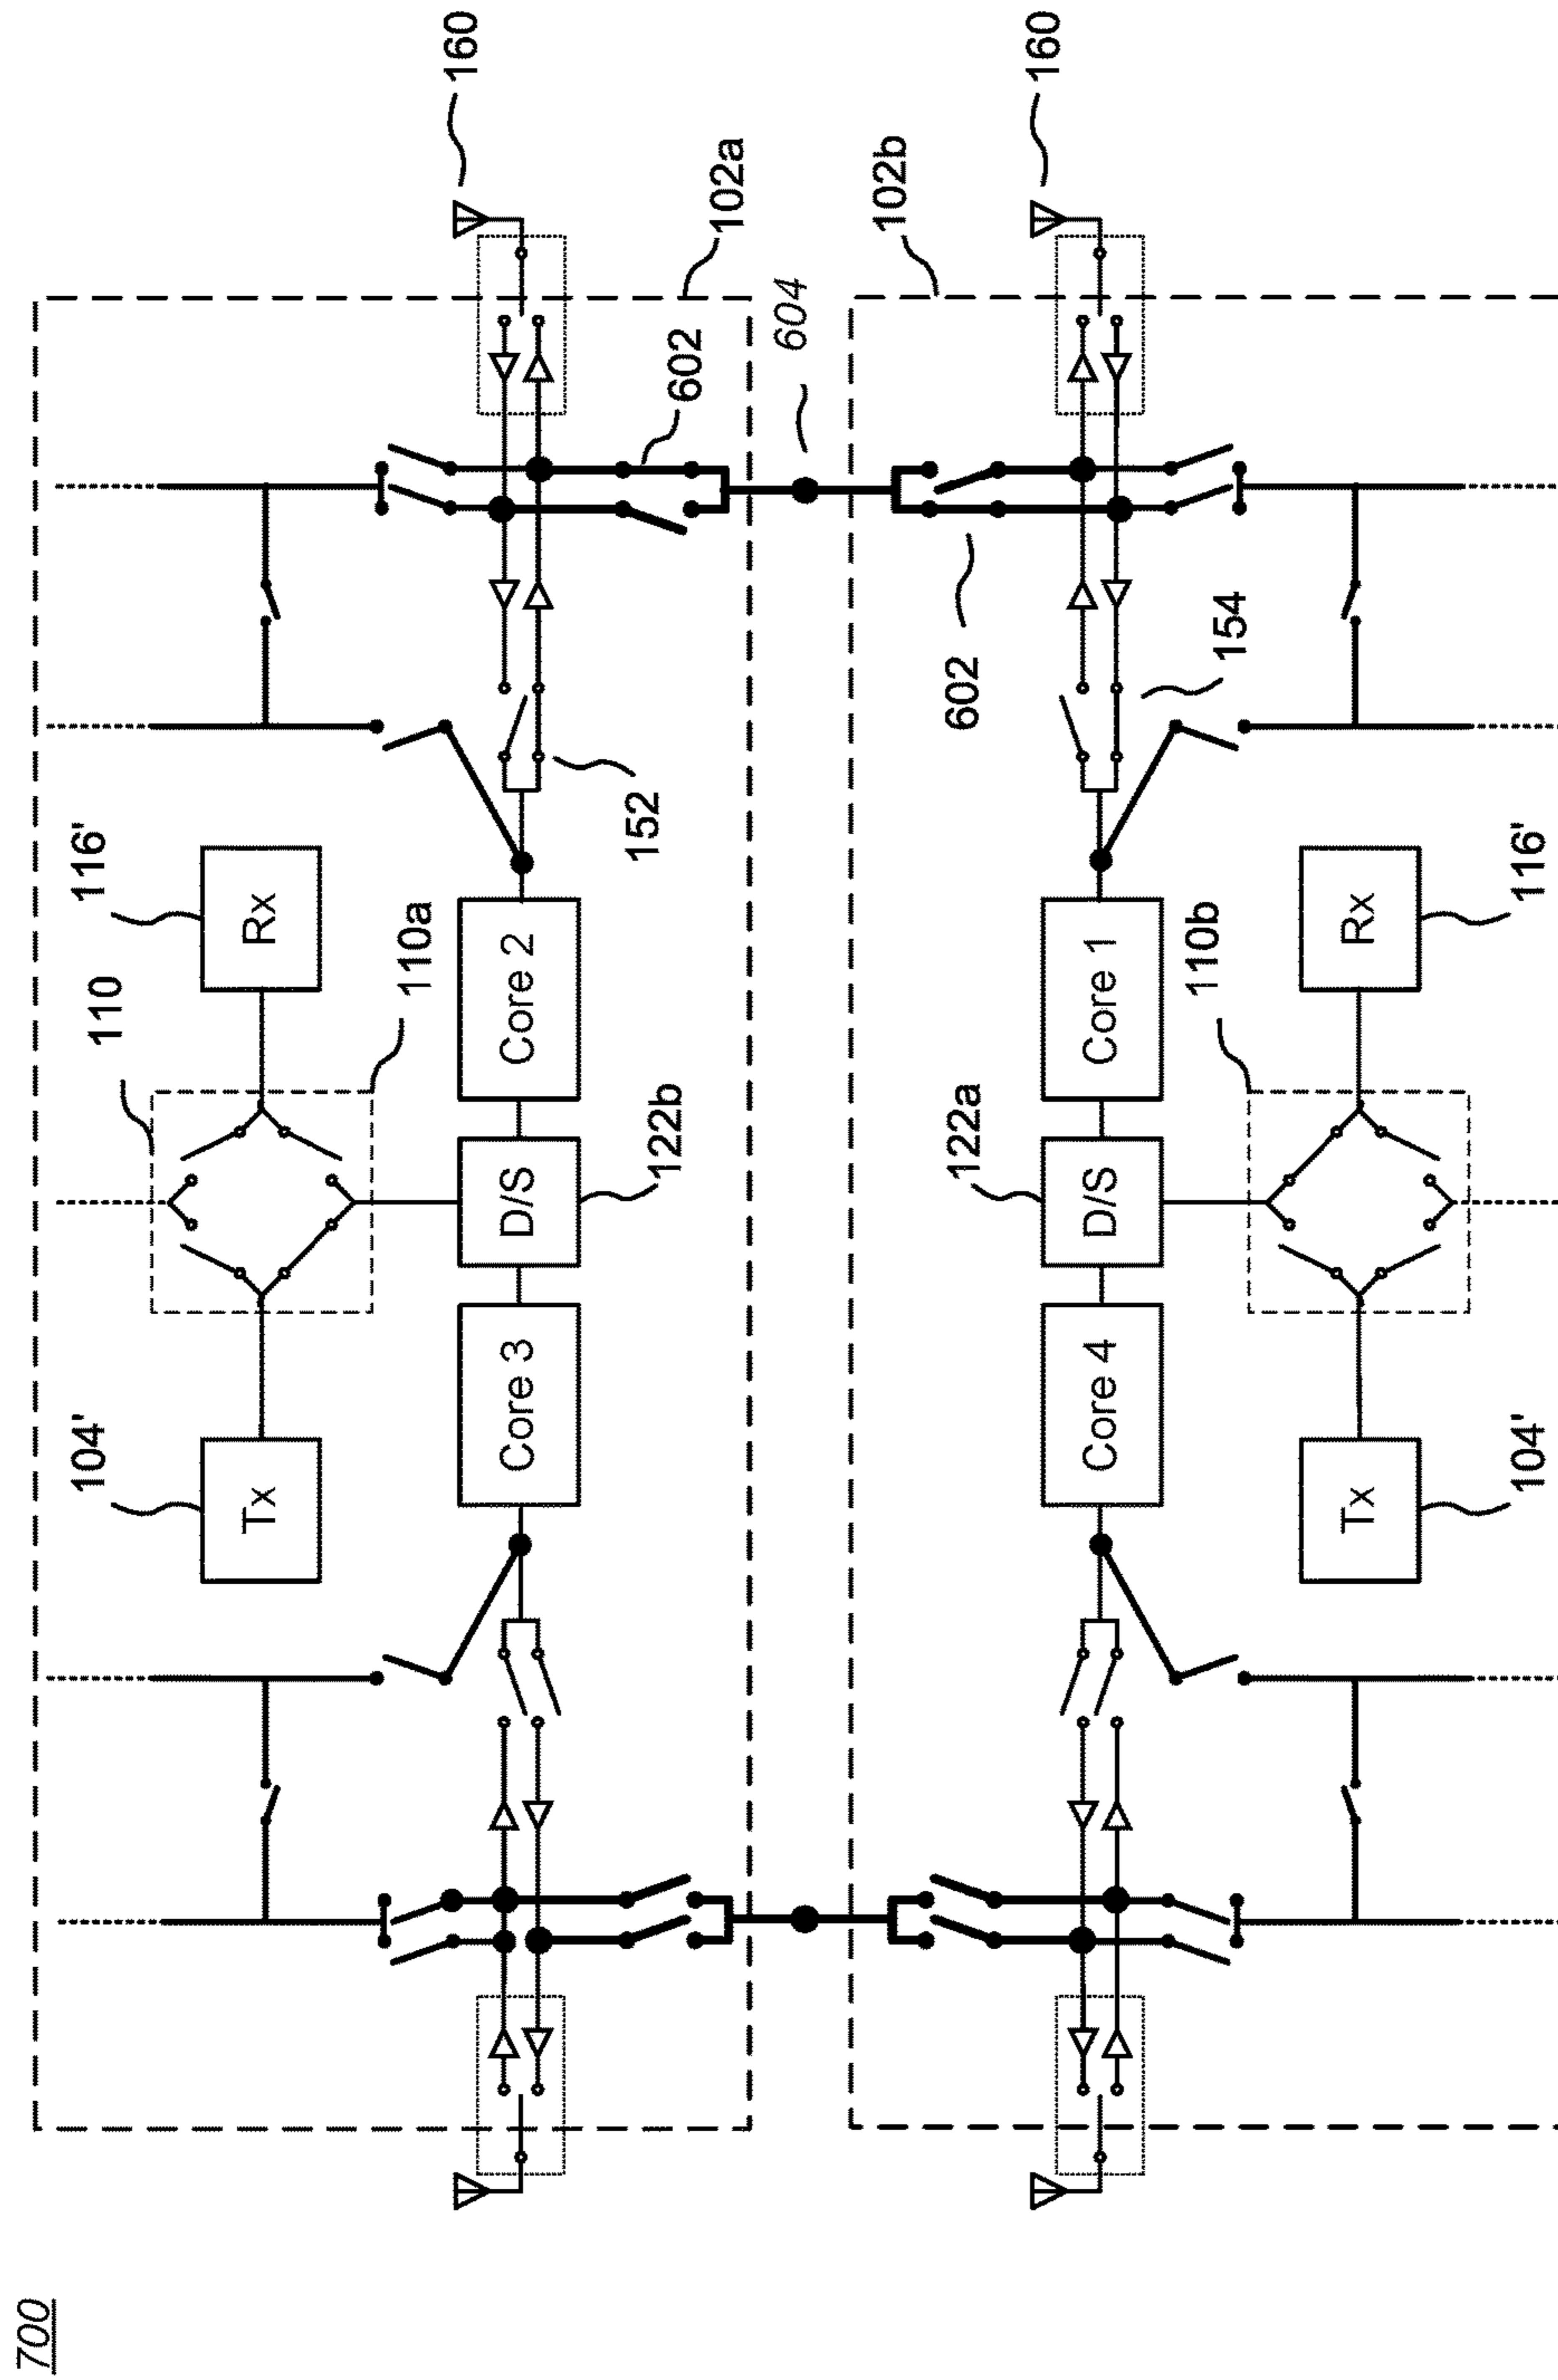 700
104'
110
116'
Tx
Rx
110a
160
Core 3
D/S
Core 2
122b
152
602
102a
604
102b
122a
602
160
Core 4
D/S
Core 1
110b
154
Tx
Rx
104'
116'